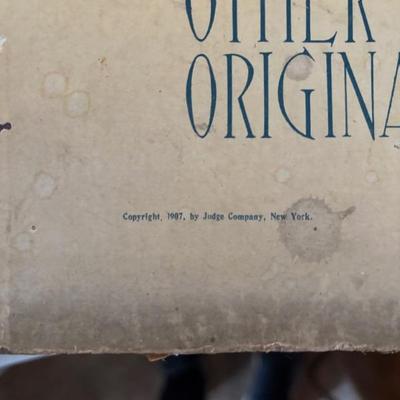 OTHER
ORIGINA
Copyright, 1907, by Judge Company, New York.